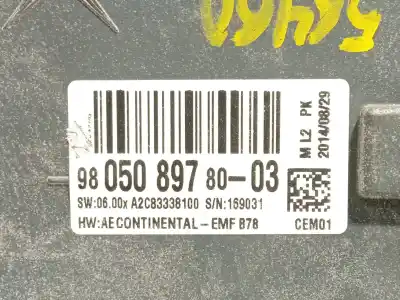 56460
98 050 897 80-03
SW:06.00x A2C83338100 S/N:169031
HW:AECONTINENTAL-EMF B78
CEM01
M L2 PK
2014/08/29